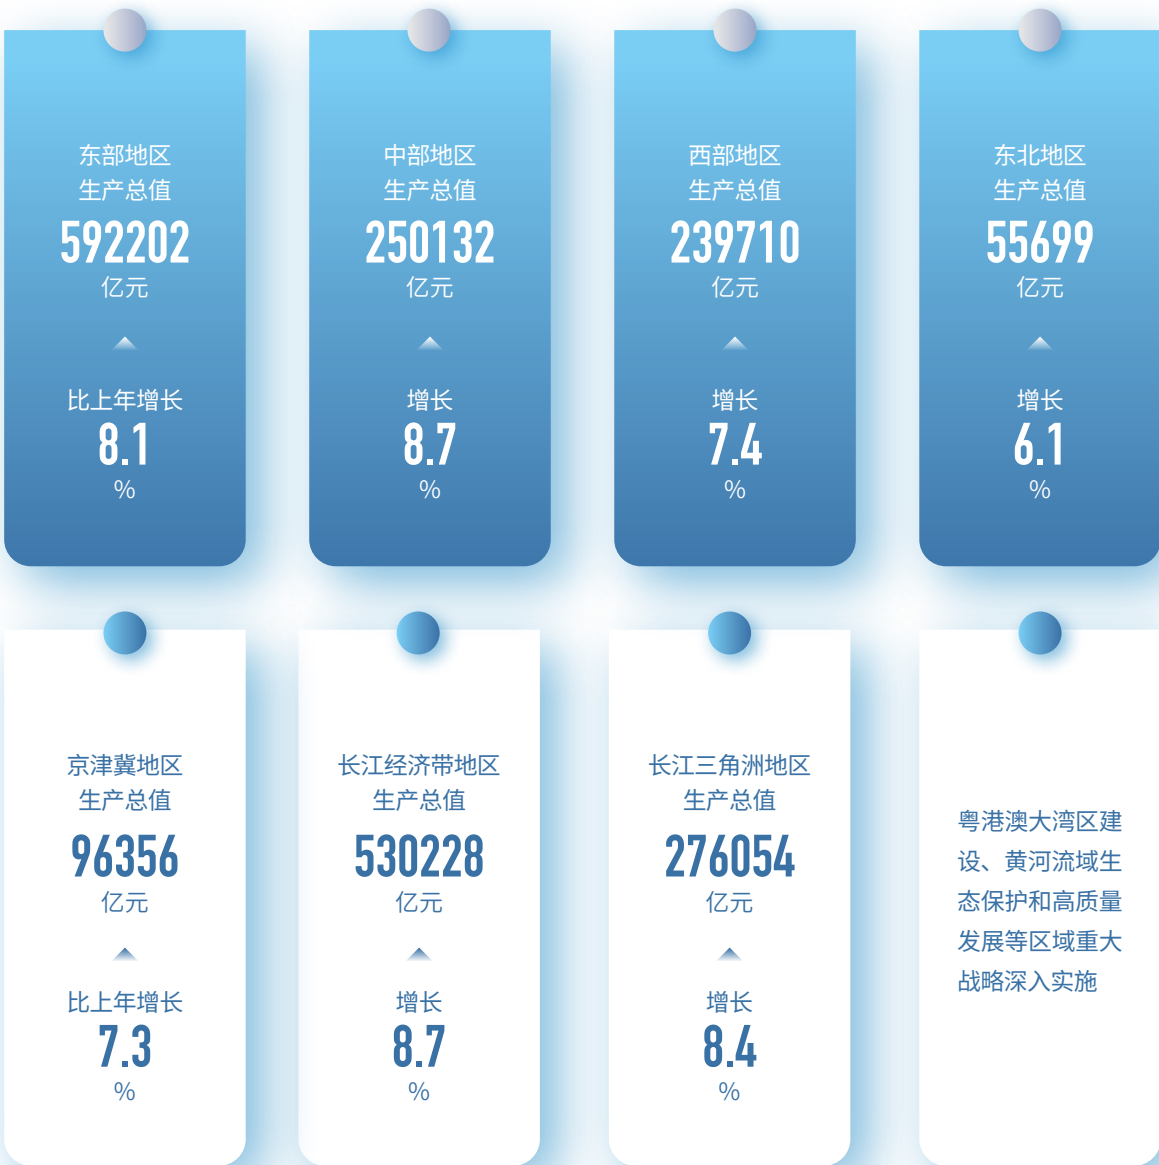 东部地区
生产总值
592202
亿元
比上年增长
8.1
%
中部地区
生产总值
250132
亿元
增长
8.7
%
西部地区
生产总值
239710
亿元
增长
7.4
%
东北地区
生产总值
55699
亿元
增长
6.1
%
京津冀地区
生产总值
96356
亿元
比上年增长
7.3
%
长江经济带地区
生产总值
530228
亿元
增长
8.7
%
长江三角洲地区
生产总值
276054
亿元
增长
8.4
%
粤港澳大湾区建
设、黄河流域生
态保护和高质量
发展等区域重大
战略深入实施